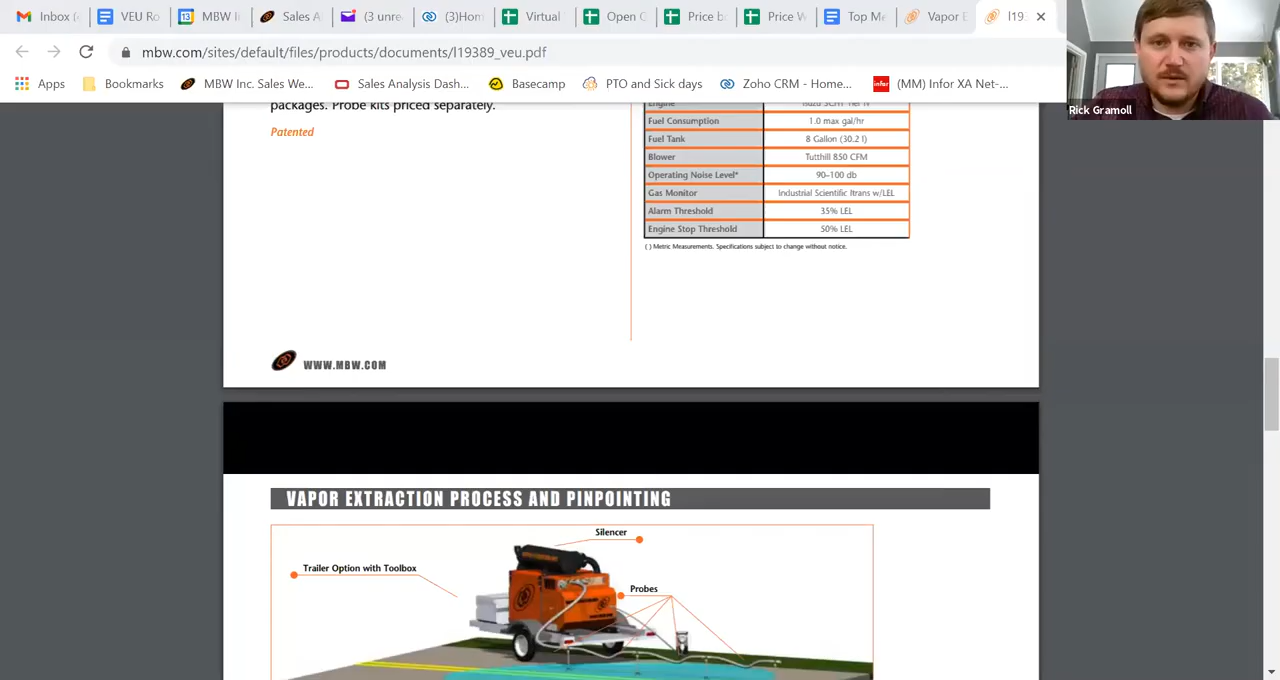 Inbox (
VEU Ro
13
MBW I
Sales A
(3 unre
(3)Hom
Virtual
Open C
Price b
Price W
Top Me
Vapor E
l19
mbw.com/sites/default/files/products/documents/l19389_veu.pdf
Apps
Bookmarks
MBW Inc. Sales We...
Sales Analysis Dash...
Basecamp
PTO and Sick days
Zoho CRM - Home...
infor
(MM) Infor XA Net-...
Rick Gramoll
packages. Probe kits priced separately.
Patented
Engine
Fuel Consumption 1.0 max gal/hr
Fuel Tank 8 Gallon (30.2 l)
Blower Tutthill 850 CFM
Operating Noise Level* 90–100 db
Gas Monitor Industrial Scientific Itrans w/LEL
Alarm Threshold 35% LEL
Engine Stop Threshold 50% LEL
( ) Metric Measurements. Specifications subject to change without notice.
WWW.MBW.COM
VAPOR EXTRACTION PROCESS AND PINPOINTING
Silencer
Trailer Option with Toolbox
Probes